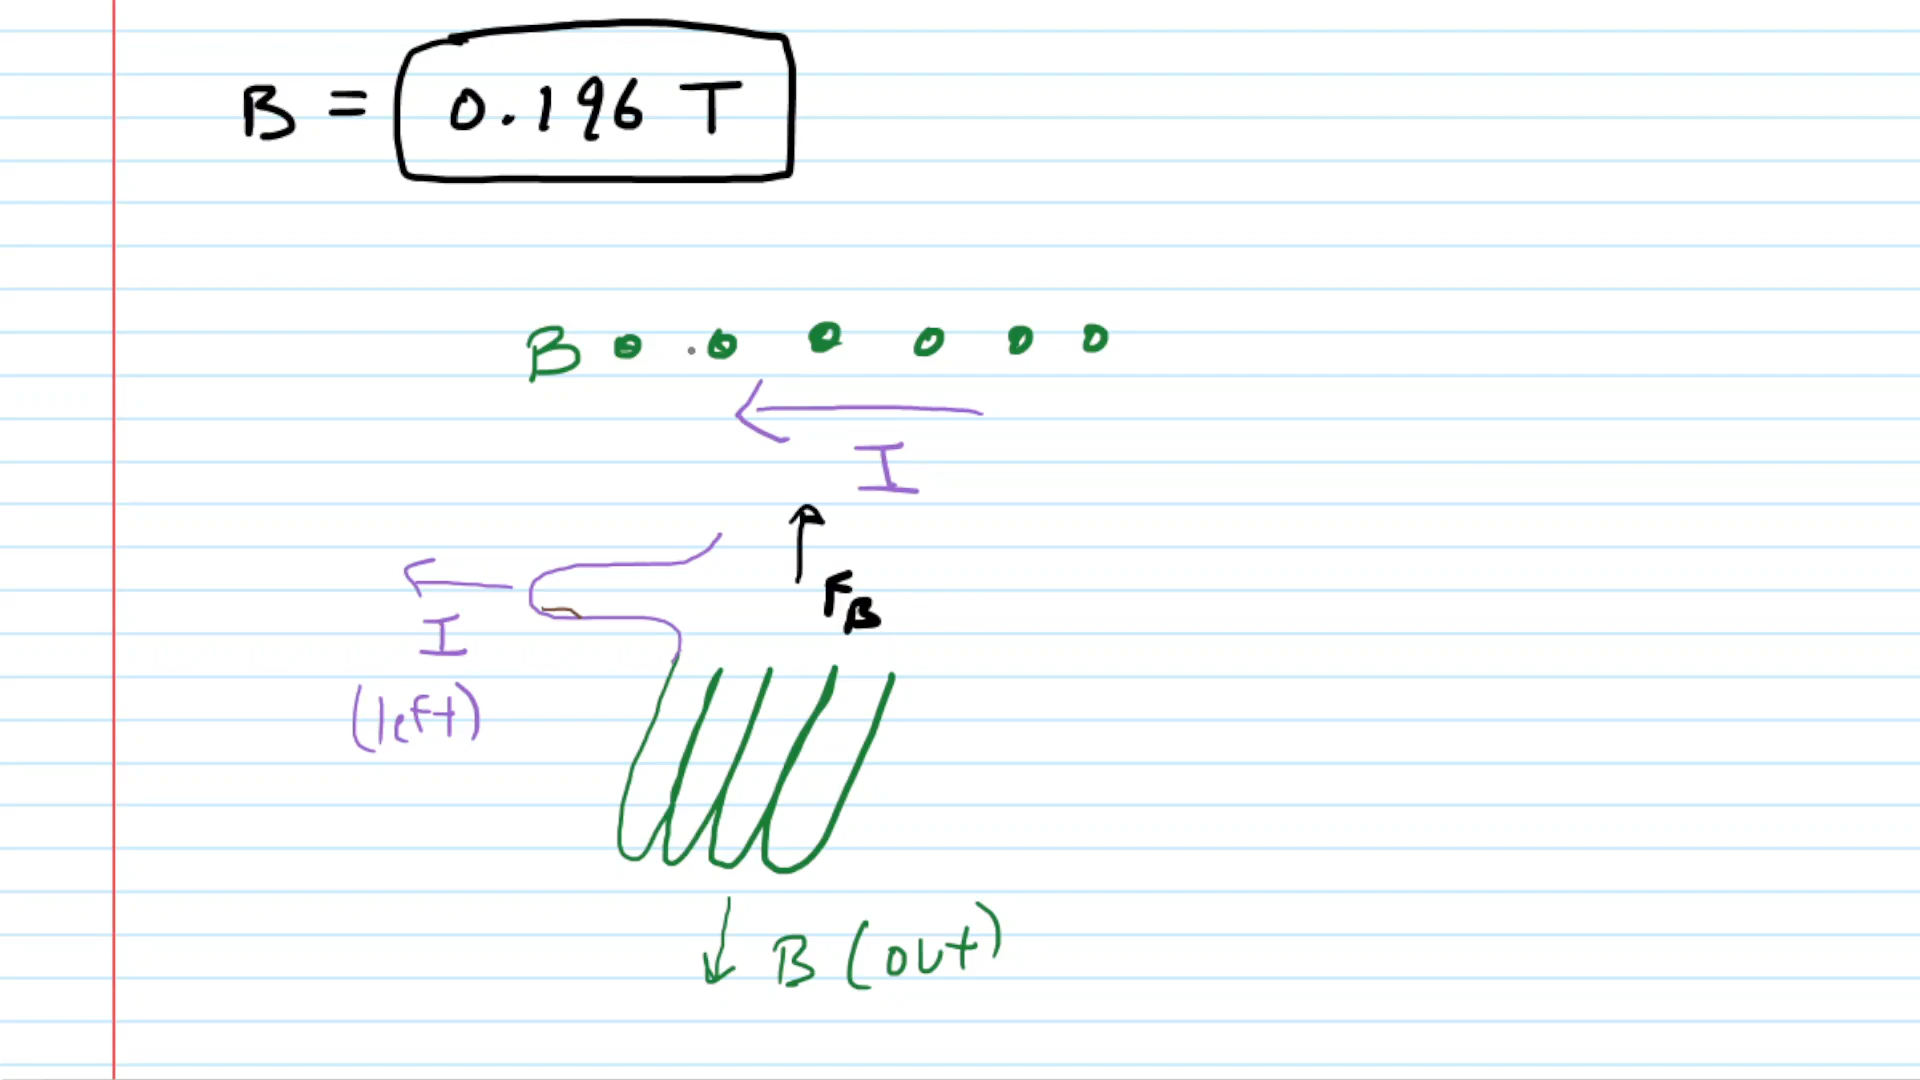 B = 0.196 T
B
I
F_B
I
(left)
B (out)